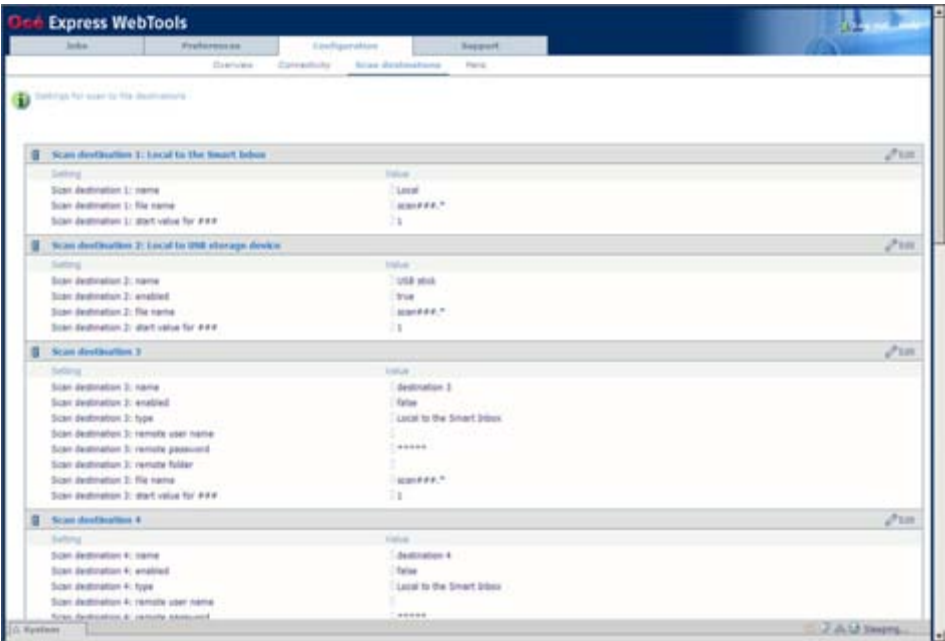 Océ Express WebTools
Log out Help
Jobs Preferences Configuration Support
Overview Connectivity Scan destinations
Settings for scan to file destinations
Scan destination 1: Local to the Smart Inbox Edit
Setting Value
Scan destination 1: name Local
Scan destination 1: file name scan###.*
Scan destination 1: start value for ### 1
Scan destination 2: Local to USB storage device Edit
Setting Value
Scan destination 2: name USB stick
Scan destination 2: enabled true
Scan destination 2: file name scan###.*
Scan destination 2: start value for ### 1
Scan destination 3 Edit
Setting Value
Scan destination 3: name destination 3
Scan destination 3: enabled false
Scan destination 3: type Local to the Smart Inbox
Scan destination 3: remote user name
Scan destination 3: remote password *****
Scan destination 3: remote folder
Scan destination 3: file name scan###.*
Scan destination 3: start value for ### 1
Scan destination 4 Edit
Setting Value
Scan destination 4: name destination 4
Scan destination 4: enabled false
Scan destination 4: type Local to the Smart Inbox
Scan destination 4: remote user name
Scan destination 4: remote password *****
System Sleeping...